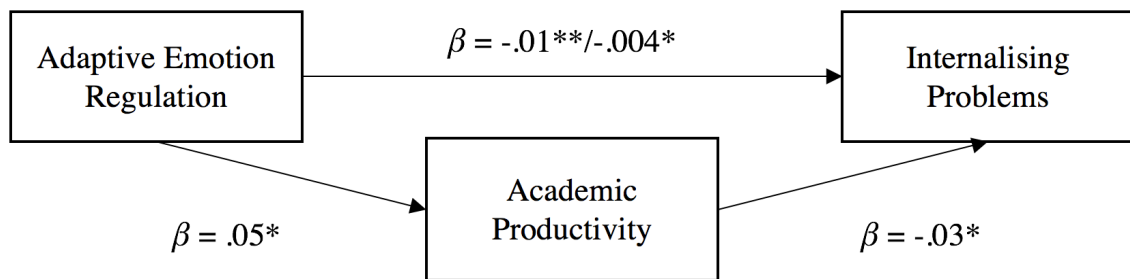 Adaptive Emotion
Regulation
β = -.01**/-.004*
Internalising
Problems
Academic
Productivity
β = .05*
β = -.03*